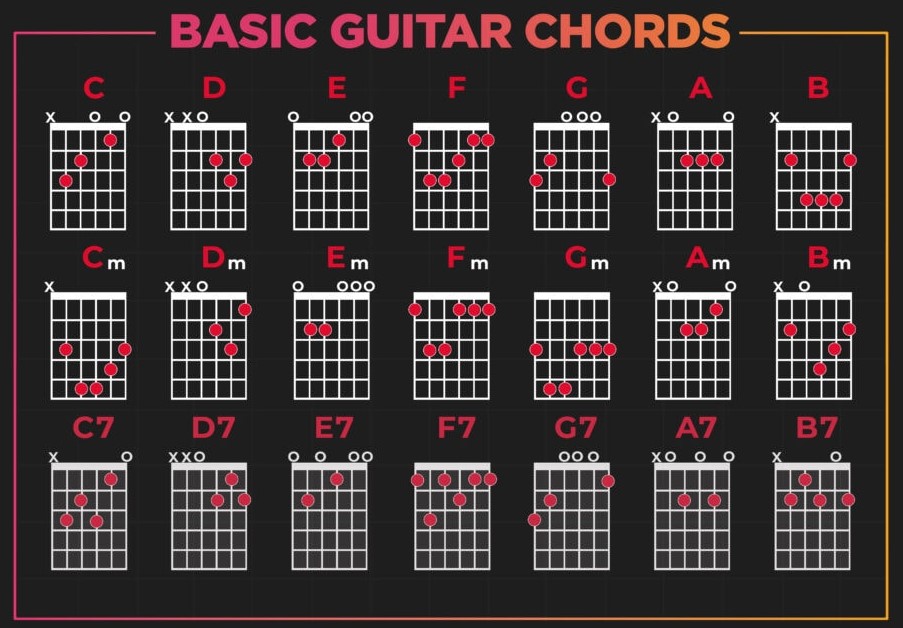 BASIC GUITAR CHORDS
C D E F G A B
x o o x x o o o o o o o x o o x
Cm Dm Em Fm Gm Am Bm
x x x o o o o o x o o x o
C7 D7 E7 F7 G7 A7 B7
x o x x o o o o o o o o x o o o x o